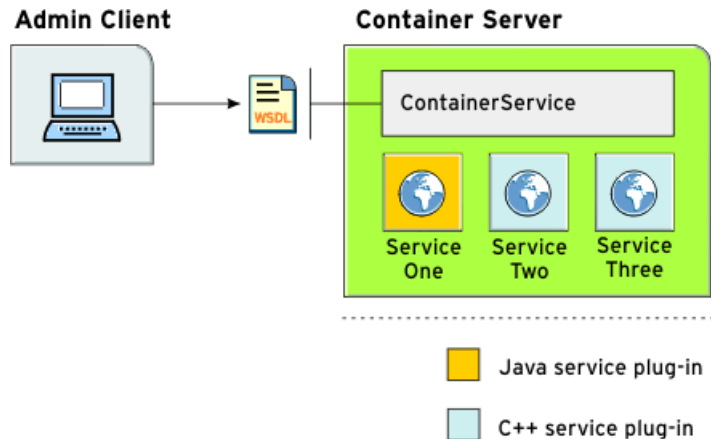 Admin Client
Container Server
WSDL
ContainerService
Service
One
Service
Two
Service
Three
Java service plug-in
C++ service plug-in